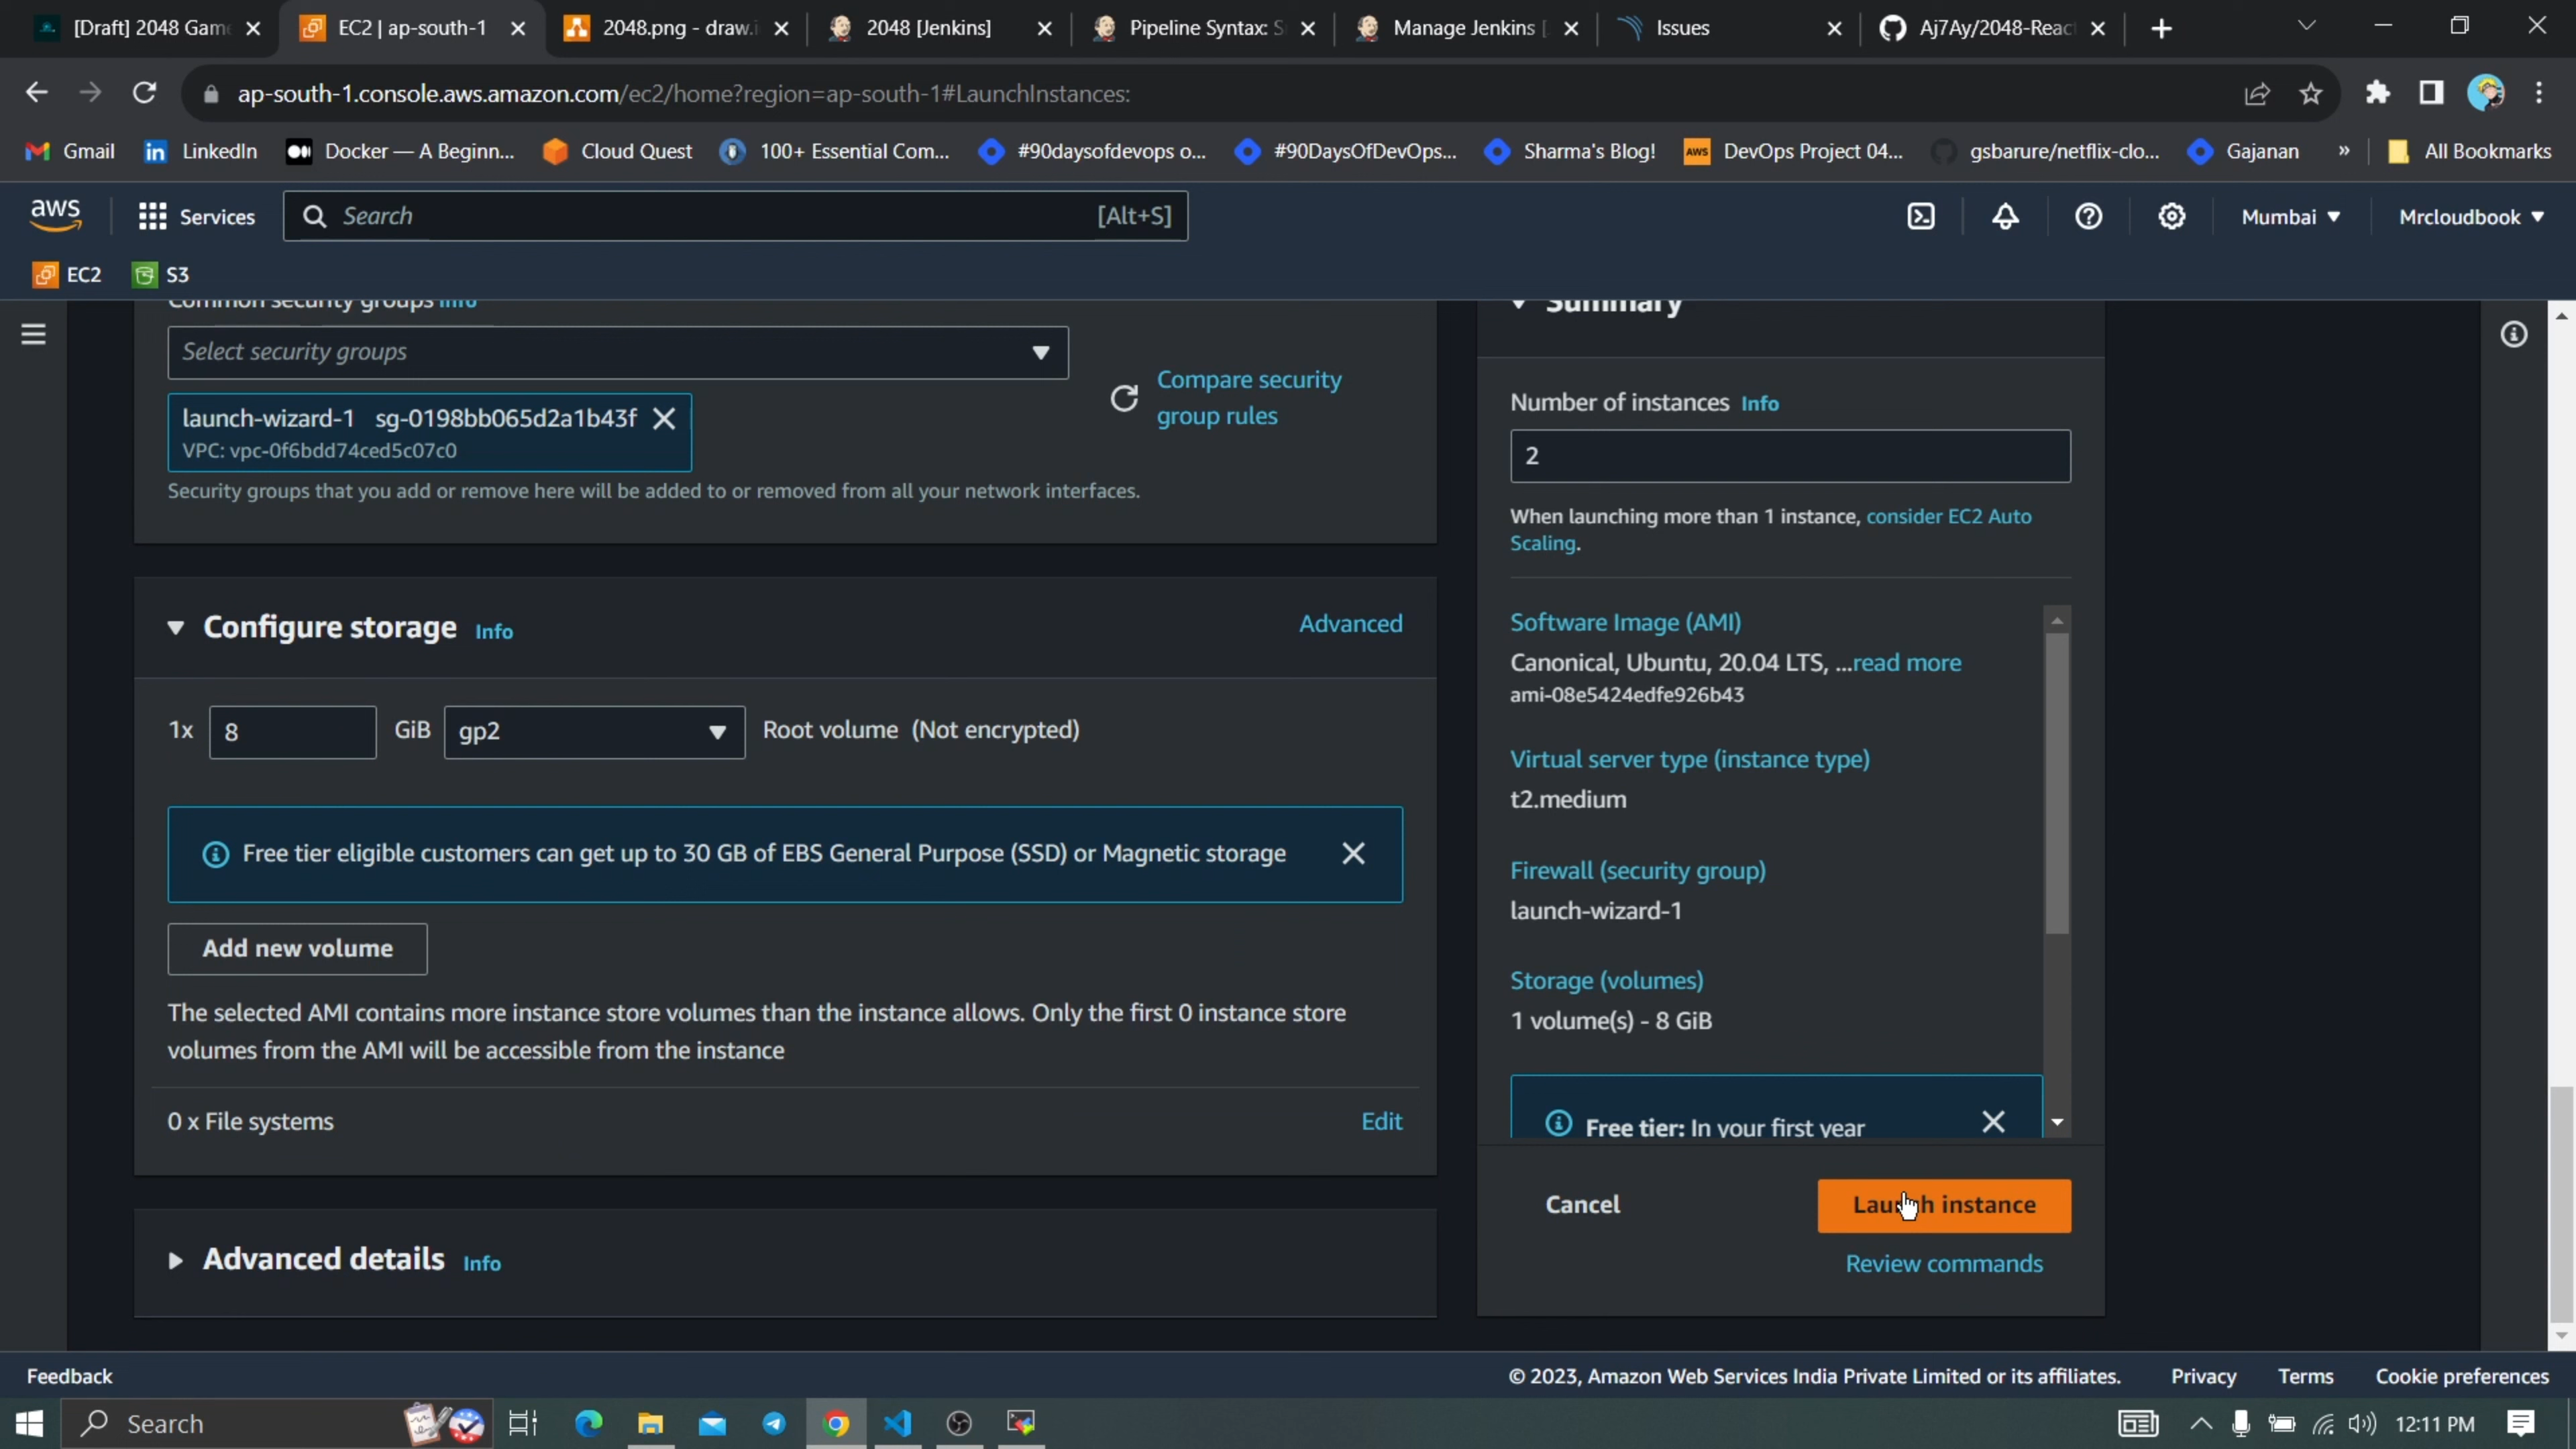 [Draft] 2048 Gam
EC2 | ap-south-1
2048.png - draw.i
2048 [Jenkins]
Pipeline Syntax: S
Manage Jenkins [
Issues
Aj7Ay/2048-Reac
ap-south-1.console.aws.amazon.com/ec2/home?region=ap-south-1#LaunchInstances:
Gmail
LinkedIn
Docker — A Beginn...
Cloud Quest
100+ Essential Com...
#90daysofdevops o...
#90DaysOfDevOps...
Sharma's Blog!
DevOps Project 04...
gsbarure/netflix-clo...
Gajanan
»
All Bookmarks
aws
Services
Search
[Alt+S]
Mumbai
Mrcloudbook
EC2
S3
Common security groups Info
Select security groups
launch-wizard-1 sg-0198bb065d2a1b43f
VPC: vpc-0f6bdd74ced5c07c0
Compare security
group rules
Security groups that you add or remove here will be added to or removed from all your network interfaces.
Configure storage Info
Advanced
1x 8 GiB gp2 Root volume (Not encrypted)
Free tier eligible customers can get up to 30 GB of EBS General Purpose (SSD) or Magnetic storage
Add new volume
The selected AMI contains more instance store volumes than the instance allows. Only the first 0 instance store
volumes from the AMI will be accessible from the instance
0 x File systems
Edit
Advanced details Info
Summary
Number of instances Info
2
When launching more than 1 instance, consider EC2 Auto
Scaling.
Software Image (AMI)
Canonical, Ubuntu, 20.04 LTS, ...read more
ami-08e5424edfe926b43
Virtual server type (instance type)
t2.medium
Firewall (security group)
launch-wizard-1
Storage (volumes)
1 volume(s) - 8 GiB
Free tier: In your first year
Cancel
Launch instance
Review commands
Feedback
© 2023, Amazon Web Services India Private Limited or its affiliates.
Privacy
Terms
Cookie preferences
Search
12:11 PM